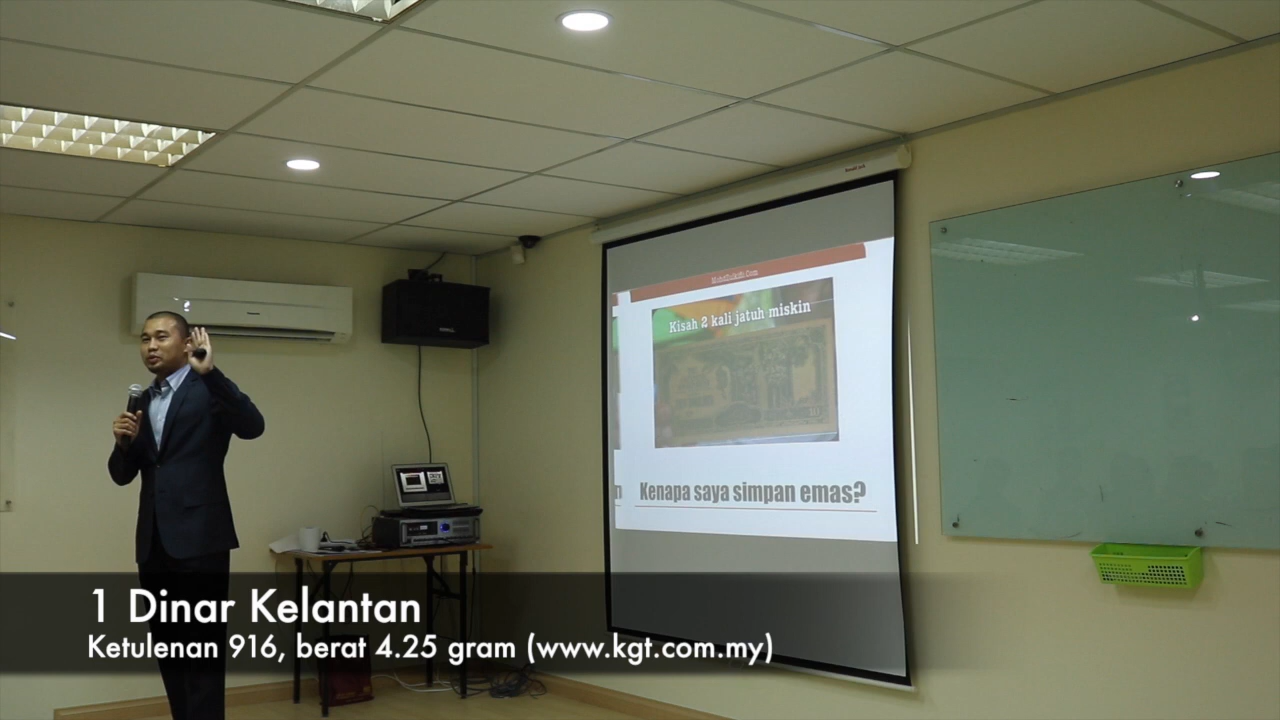 Kisah 2 kali jatuh miskin
Kenapa saya simpan emas?
1 Dinar Kelantan
Ketulenan 916, berat 4.25 gram (www.kgt.com.my)